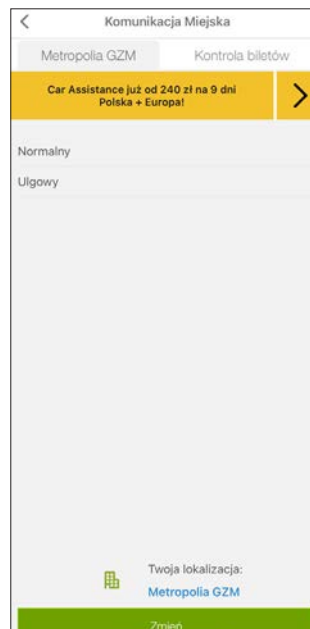 Komunikacja Miejska
Metropolia GZM
Kontrola biletów
Car Assistance już od 240 zł na 9 dni
Polska + Europa!
Normalny
Ulgowy
Twoja lokalizacja:
Metropolia GZM
Zmień